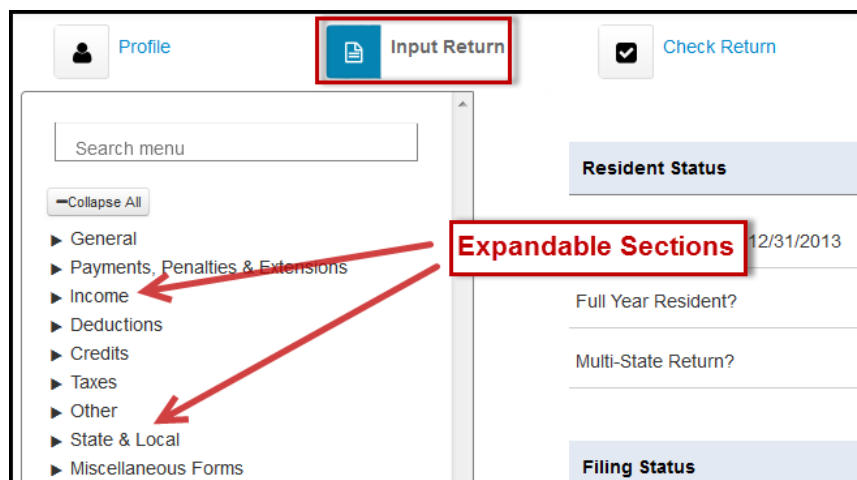 Profile
Input Return
Check Return
Search menu
Collapse All
General
Payments, Penalties & Extensions
Income
Deductions
Credits
Taxes
Other
State & Local
Miscellaneous Forms
Expandable Sections
Resident Status
12/31/2013
Full Year Resident?
Multi-State Return?
Filing Status